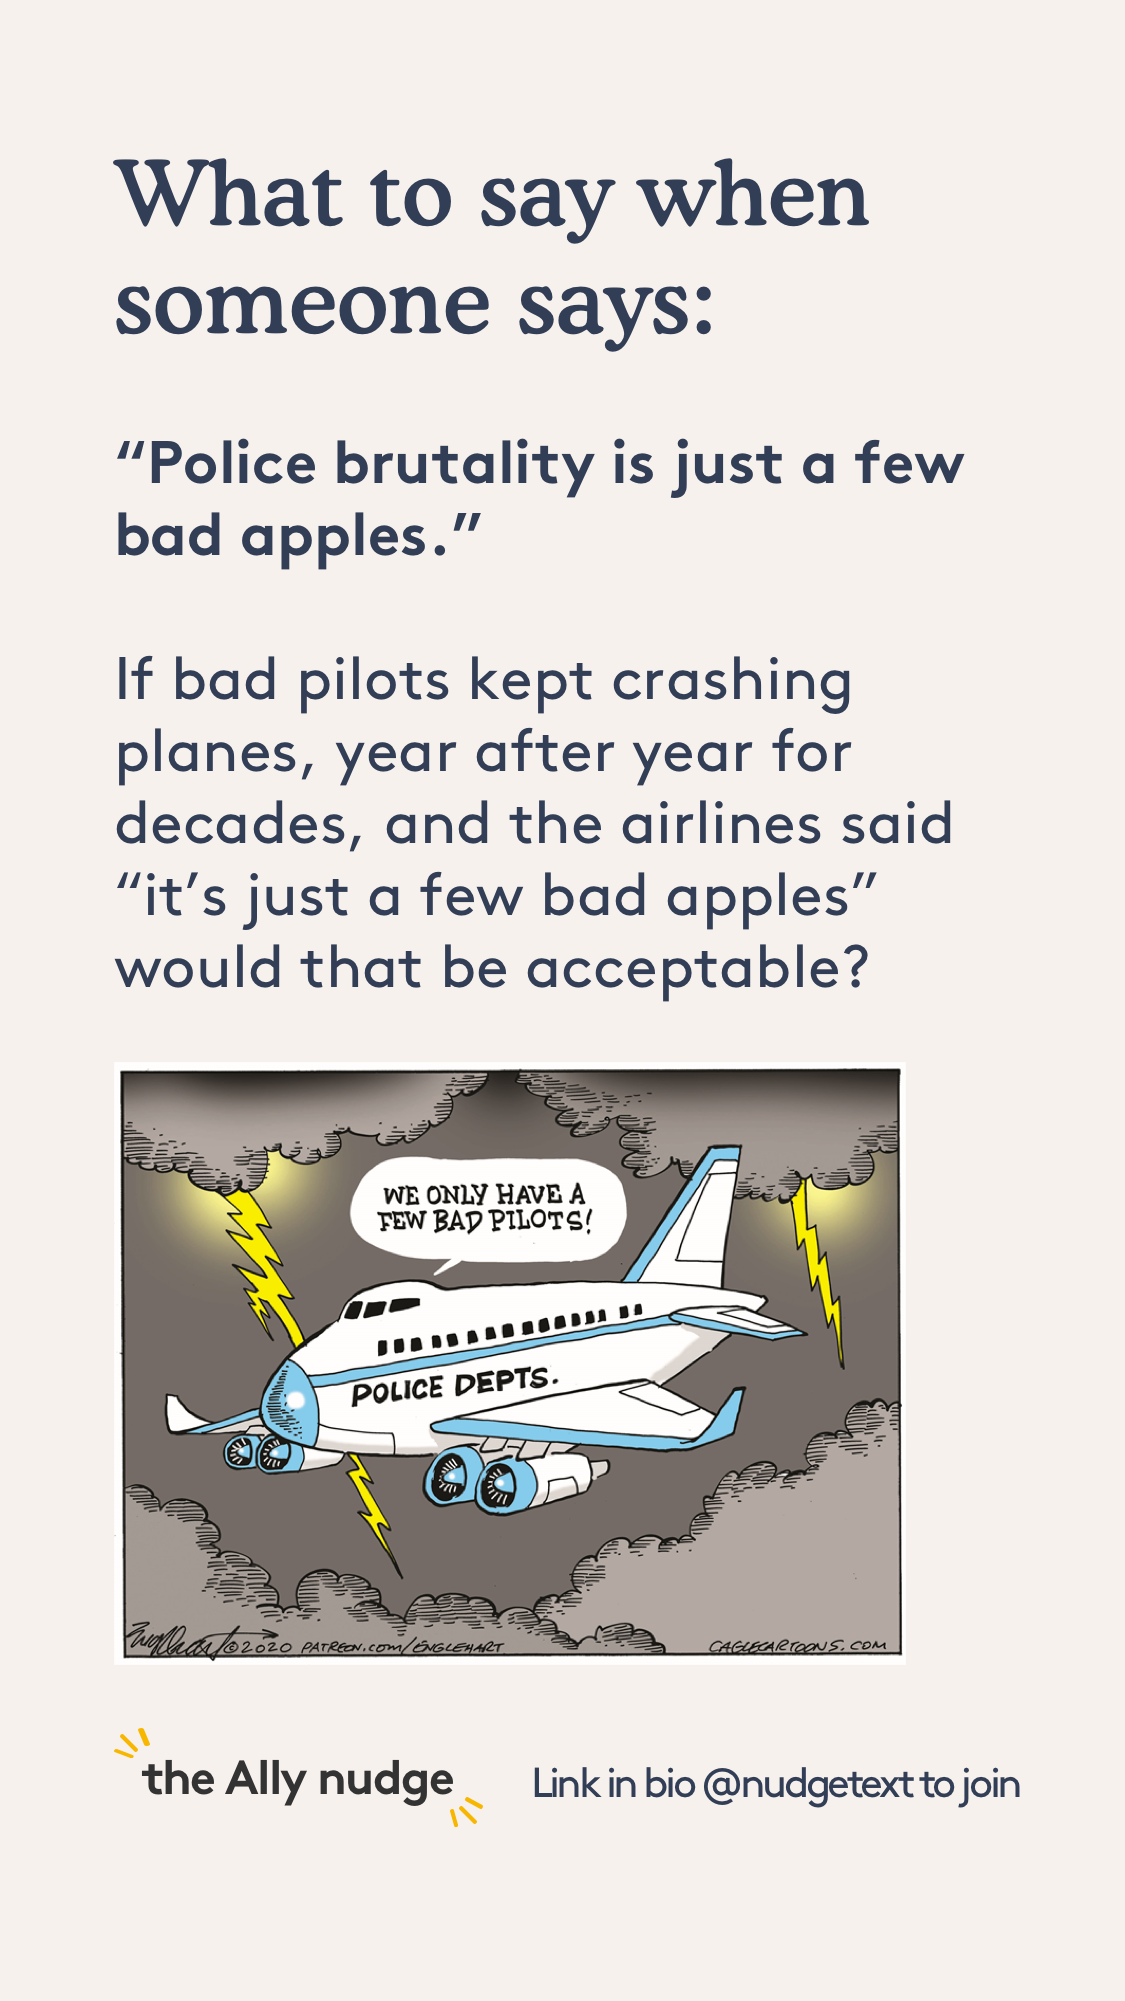 What to say when
someone says:
“Police brutality is just a few
bad apples.”
If bad pilots kept crashing
planes, year after year for
decades, and the airlines said
“it’s just a few bad apples”
would that be acceptable?
WE ONLY HAVE A
FEW BAD PILOTS!
POLICE DEPTS.
©2020 PATREON.COM/ENGLEHART
CAGLECARTOONS.COM
the Ally nudge
Link in bio @nudgetext to join